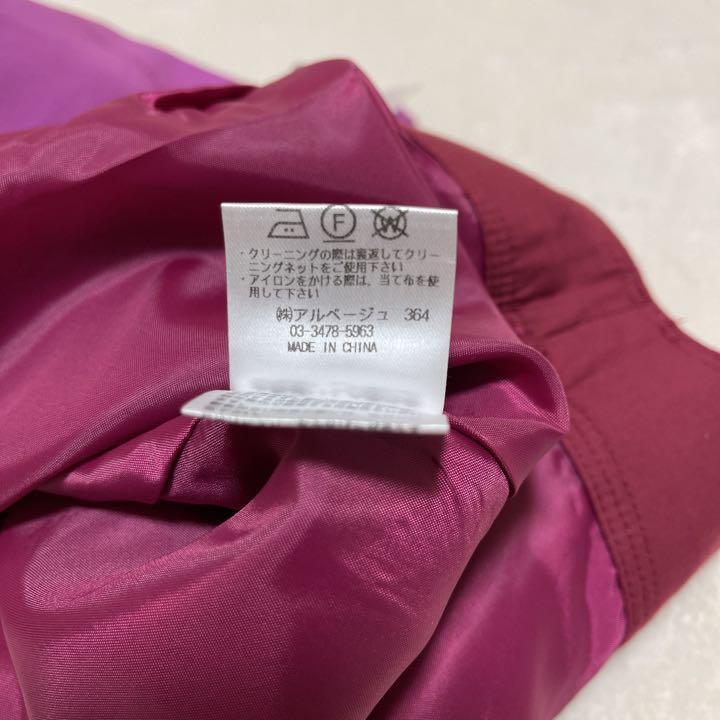 F W
・クリーニングの際は裏返してクリー
ニングネットをご使用下さい
・アイロンをかける際は、当て布を使
用して下さい
㈱アルページュ 364
03-3478-5963
MADE IN CHINA